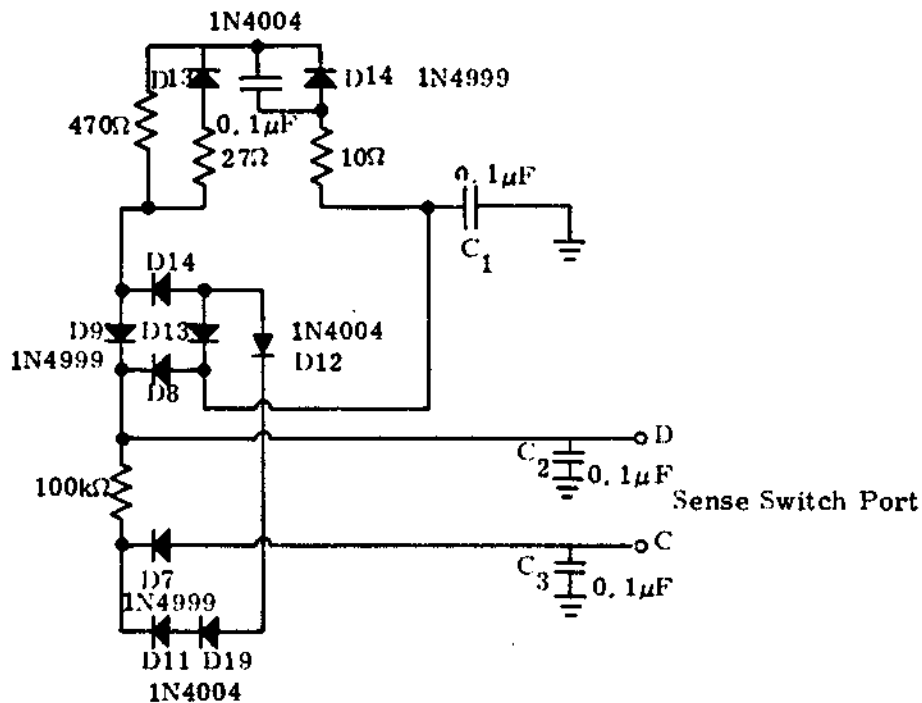 1N4004
D13
D14 1N4999
470Ω
0.1μF
27Ω
10Ω
0.1μF
C1
D14
D9
D13
1N4004
1N4999
D12
D8
D
C2
0.1μF
100kΩ
Sense Switch Port
C
D7
C3
0.1μF
1N4999
D11 D19
1N4004